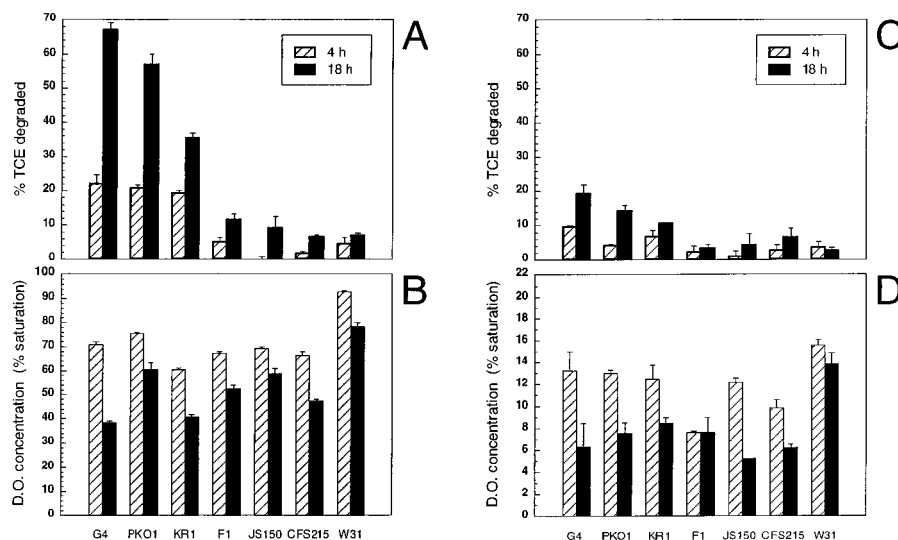 A
% TCE degraded
70
60
50
40
30
20
10
0
4 h
18 h
B
D.O. concentration (% saturation)
100
90
80
70
60
50
40
30
20
10
0
G4 PKO1 KR1 F1 JS150 CFS215 W31
C
% TCE degraded
70
60
50
40
30
20
10
0
4 h
18 h
D
D.O. concentration (% saturation)
22
20
18
16
14
12
10
8
6
4
2
0
G4 PKO1 KR1 F1 JS150 CFS215 W31